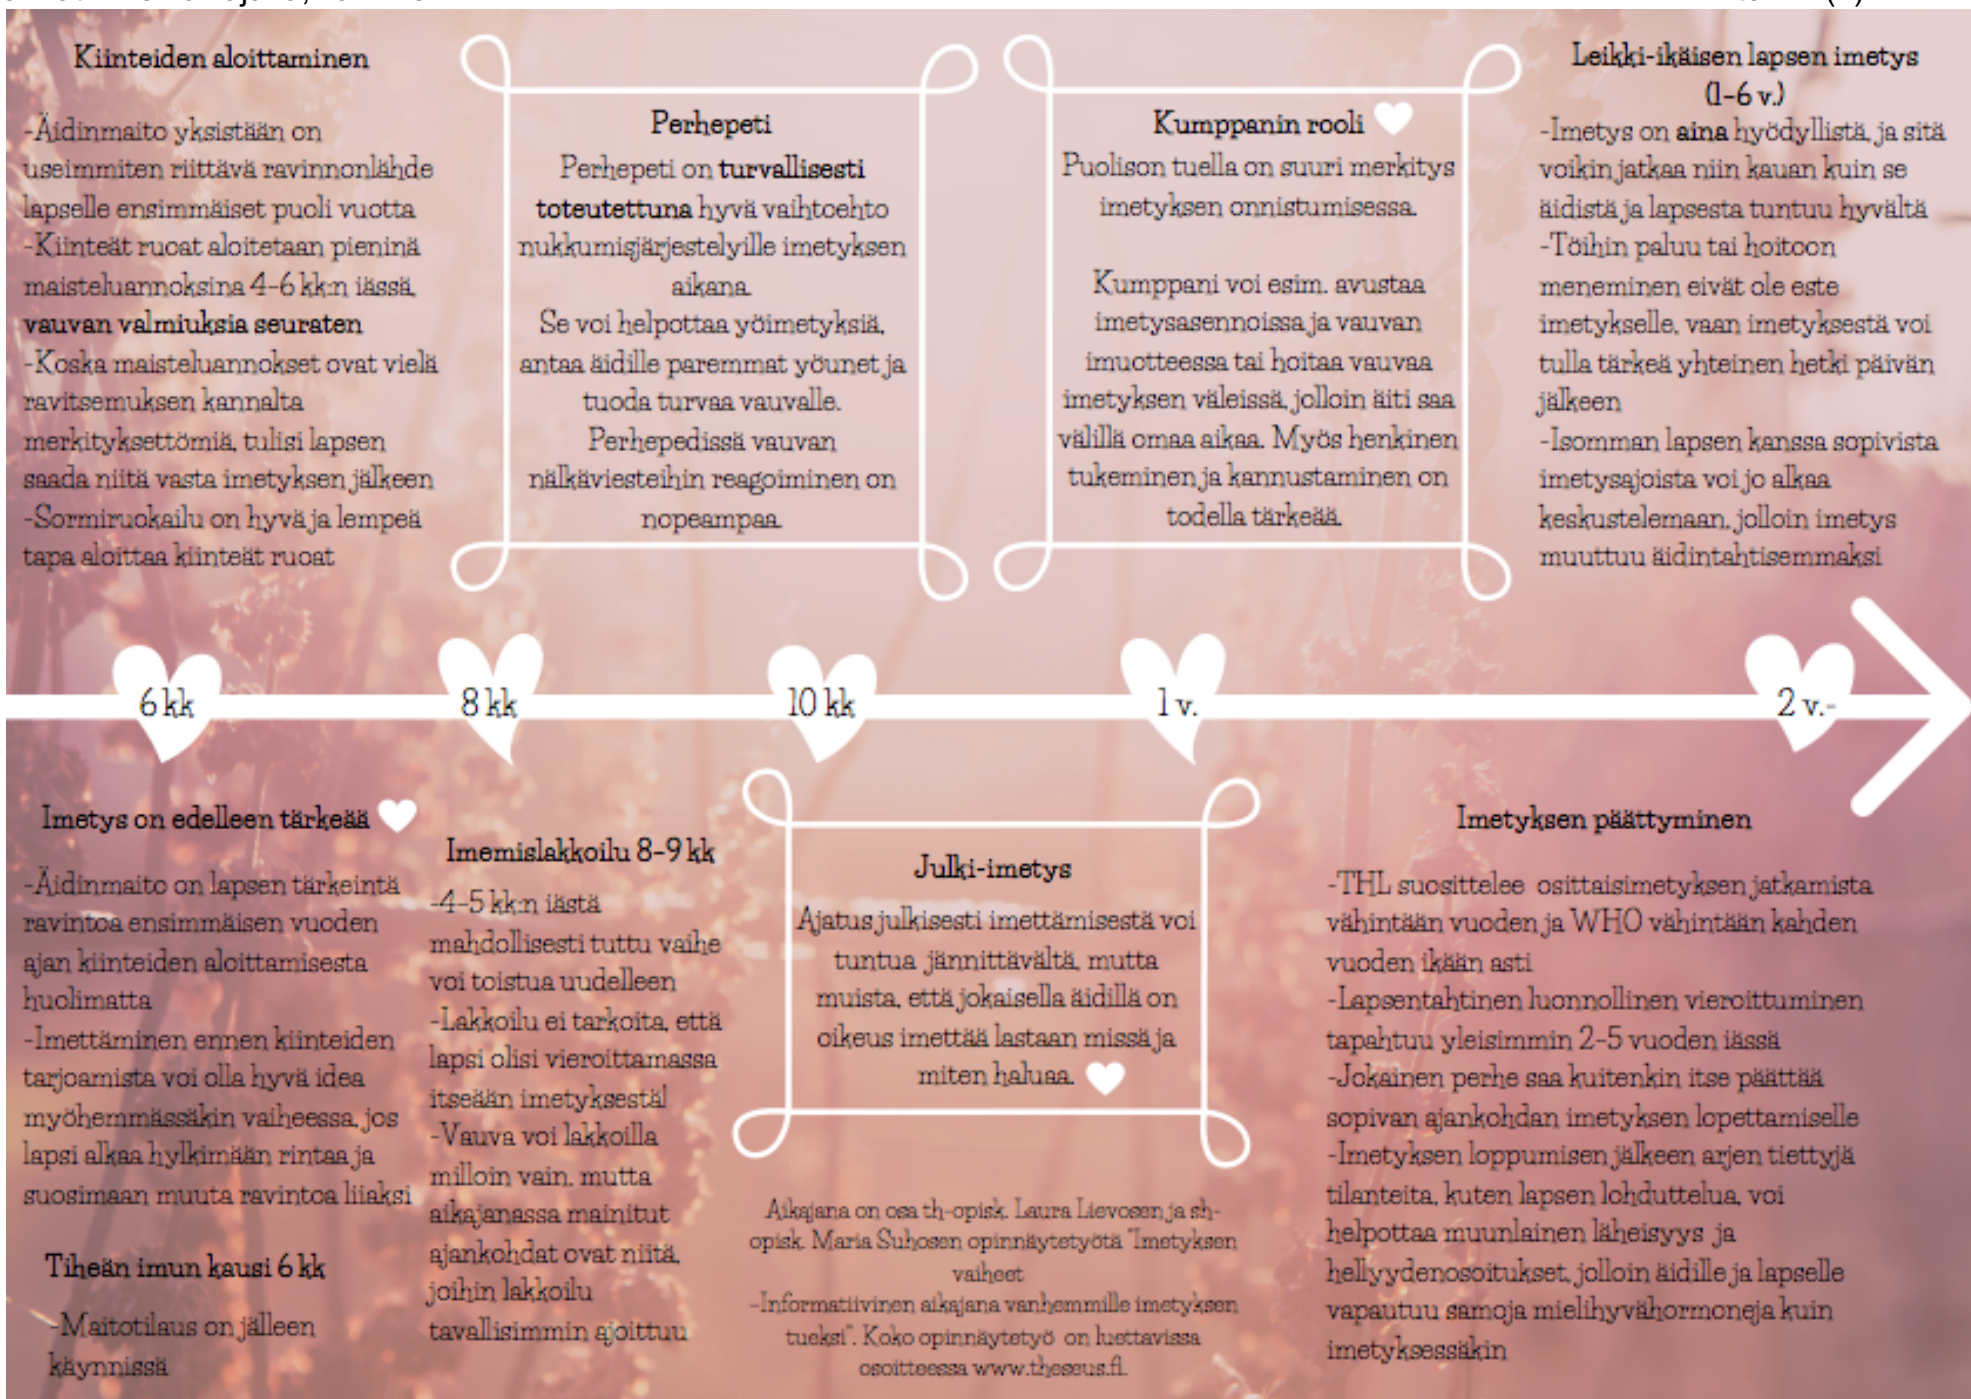 Kiinteiden aloittaminen
-Äidinmaito yksistään on
useimmiten riittävä ravinnonlähde
lapselle ensimmäiset puoli vuotta
-Kiinteät ruoat aloitetaan pieninä
maisteluannoksina 4-6 kk:n iässä,
vauvan valmiuksia seuraten
-Koska maisteluannokset ovat vielä
ravitsemuksen kannalta
merkityksettömiä, tulisi lapsen
saada niitä vasta imetyksen jälkeen
-Sormiruokailu on hyvä ja lempeä
tapa aloittaa kiinteät ruoat
Perhepeti
Perhepeti on turvallisesti
toteutettuna hyvä vaihtoehto
nukkumisjärjestelyille imetyksen
aikana.
Se voi helpottaa yöimetyksiä,
antaa äidille paremmat yöunet ja
tuoda turvaa vauvalle.
Perhepedissä vauvan
nälkäviesteihin reagoiminen on
nopeampaa.
Kumppanin rooli
Puolison tuella on suuri merkitys
imetyksen onnistumisessa.
Kumppani voi esim. avustaa
imetysasennoissa ja vauvan
imuotteessa tai hoitaa vauvaa
imetyksen väleissä, jolloin äiti saa
välillä omaa aikaa. Myös henkinen
tukeminen ja kannustaminen on
todella tärkeää.
Leikki-ikäisen lapsen imetys
(1-6 v.)
-Imetys on aina hyödyllistä, ja sitä
voikin jatkaa niin kauan kuin se
äidistä ja lapsesta tuntuu hyvältä
-Töihin paluu tai hoitoon
meneminen eivät ole este
imetykselle, vaan imetyksestä voi
tulla tärkeä yhteinen hetki päivän
jälkeen
-Isomman lapsen kanssa sopivista
imetysajoista voi jo alkaa
keskustelemaan, jolloin imetys
muuttuu äidintahtisemmaksi
6 kk
8 kk
10 kk
1 v.
2 v.-
Imetys on edelleen tärkeää
-Äidinmaito on lapsen tärkeintä
ravintoa ensimmäisen vuoden
ajan kiinteiden aloittamisesta
huolimatta
-Imettäminen ennen kiinteiden
tarjoamista voi olla hyvä idea
myöhemmässäkin vaiheessa, jos
lapsi alkaa hylkimään rintaa ja
suosimaan muuta ravintoa liiaksi
Tiheän imun kausi 6 kk
-Maitotilaus on jälleen
käynnissä
Imemislakkoilu 8-9 kk
-4-5 kk:n iästä
mahdollisesti tuttu vaihe
voi toistua uudelleen
-Lakkoilu ei tarkoita, että
lapsi olisi vieroittamassa
itseään imetyksestä!
-Vauva voi lakkoilla
milloin vain, mutta
aikajanassa mainitut
ajankohdat ovat niitä,
joihin lakkoilu
tavallisimmin ajoittuu
Julki-imetys
Ajatus julkisesti imettämisestä voi
tuntua jännittävältä, mutta
muista, että jokaisella äidillä on
oikeus imettää lastaan missä ja
miten haluaa.
Aikajana on osa th-opisk. Laura Lievosen ja sh-
opisk. Maria Suhosen opinnäytetyötä "Imetyksen
vaiheet
-Informatiivinen aikajana vanhemmille imetyksen
tueksi". Koko opinnäytetyö on luettavissa
osoitteessa www.theseus.fi.
Imetyksen päättyminen
-THL suosittelee osittaisimetyksen jatkamista
vähintään vuoden ja WHO vähintään kahden
vuoden ikään asti
-Lapsentahtinen luonnollinen vieroittuminen
tapahtuu yleisimmin 2-5 vuoden iässä
-Jokainen perhe saa kuitenkin itse päättää
sopivan ajankohdan imetyksen lopettamiselle
-Imetyksen loppumisen jälkeen arjen tiettyjä
tilanteita, kuten lapsen lohduttelua, voi
helpottaa muunlainen läheisyys ja
hellyydenosoitukset, jolloin äidille ja lapselle
vapautuu samoja mielihyvähormoneja kuin
imetyksessäkin